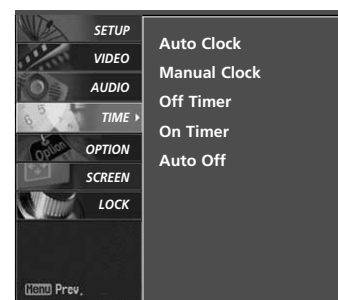 SETUP
VIDEO
AUDIO
TIME
OPTION
SCREEN
LOCK
Menu Prev.
Auto Clock
Manual Clock
Off Timer
On Timer
Auto Off